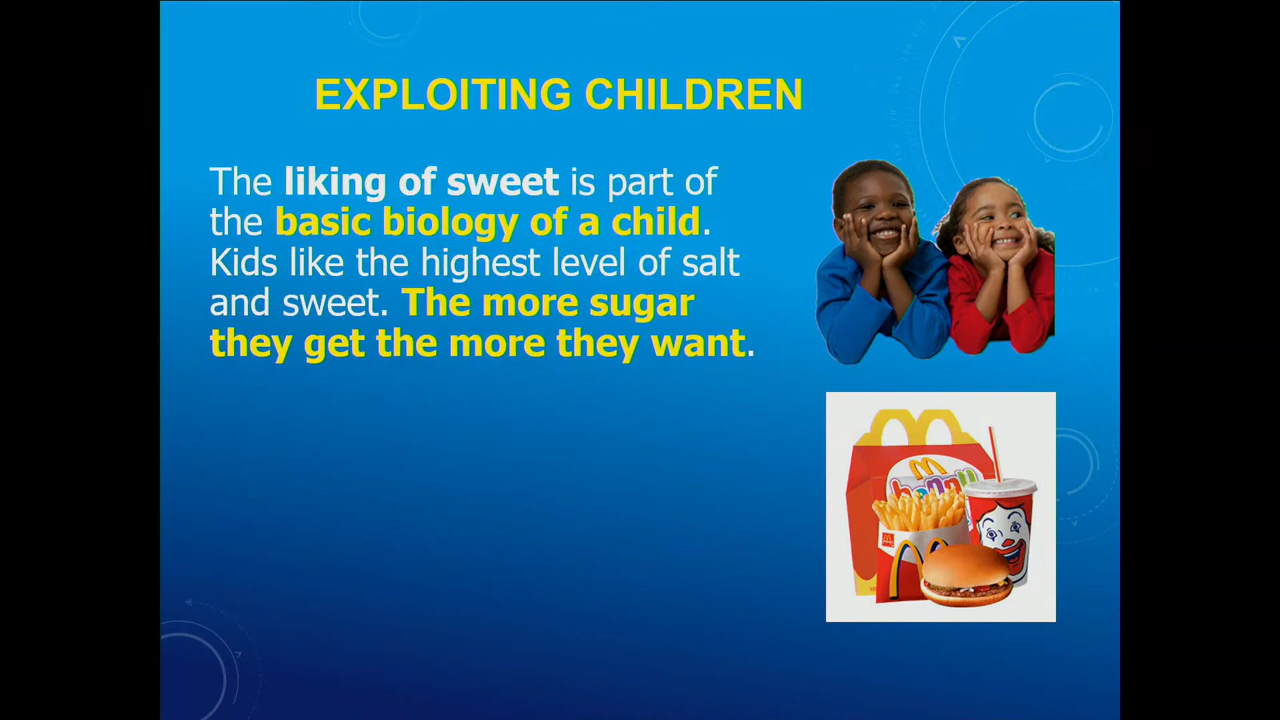 EXPLOITING CHILDREN
The liking of sweet is part of
the basic biology of a child.
Kids like the highest level of salt
and sweet. The more sugar
they get the more they want.